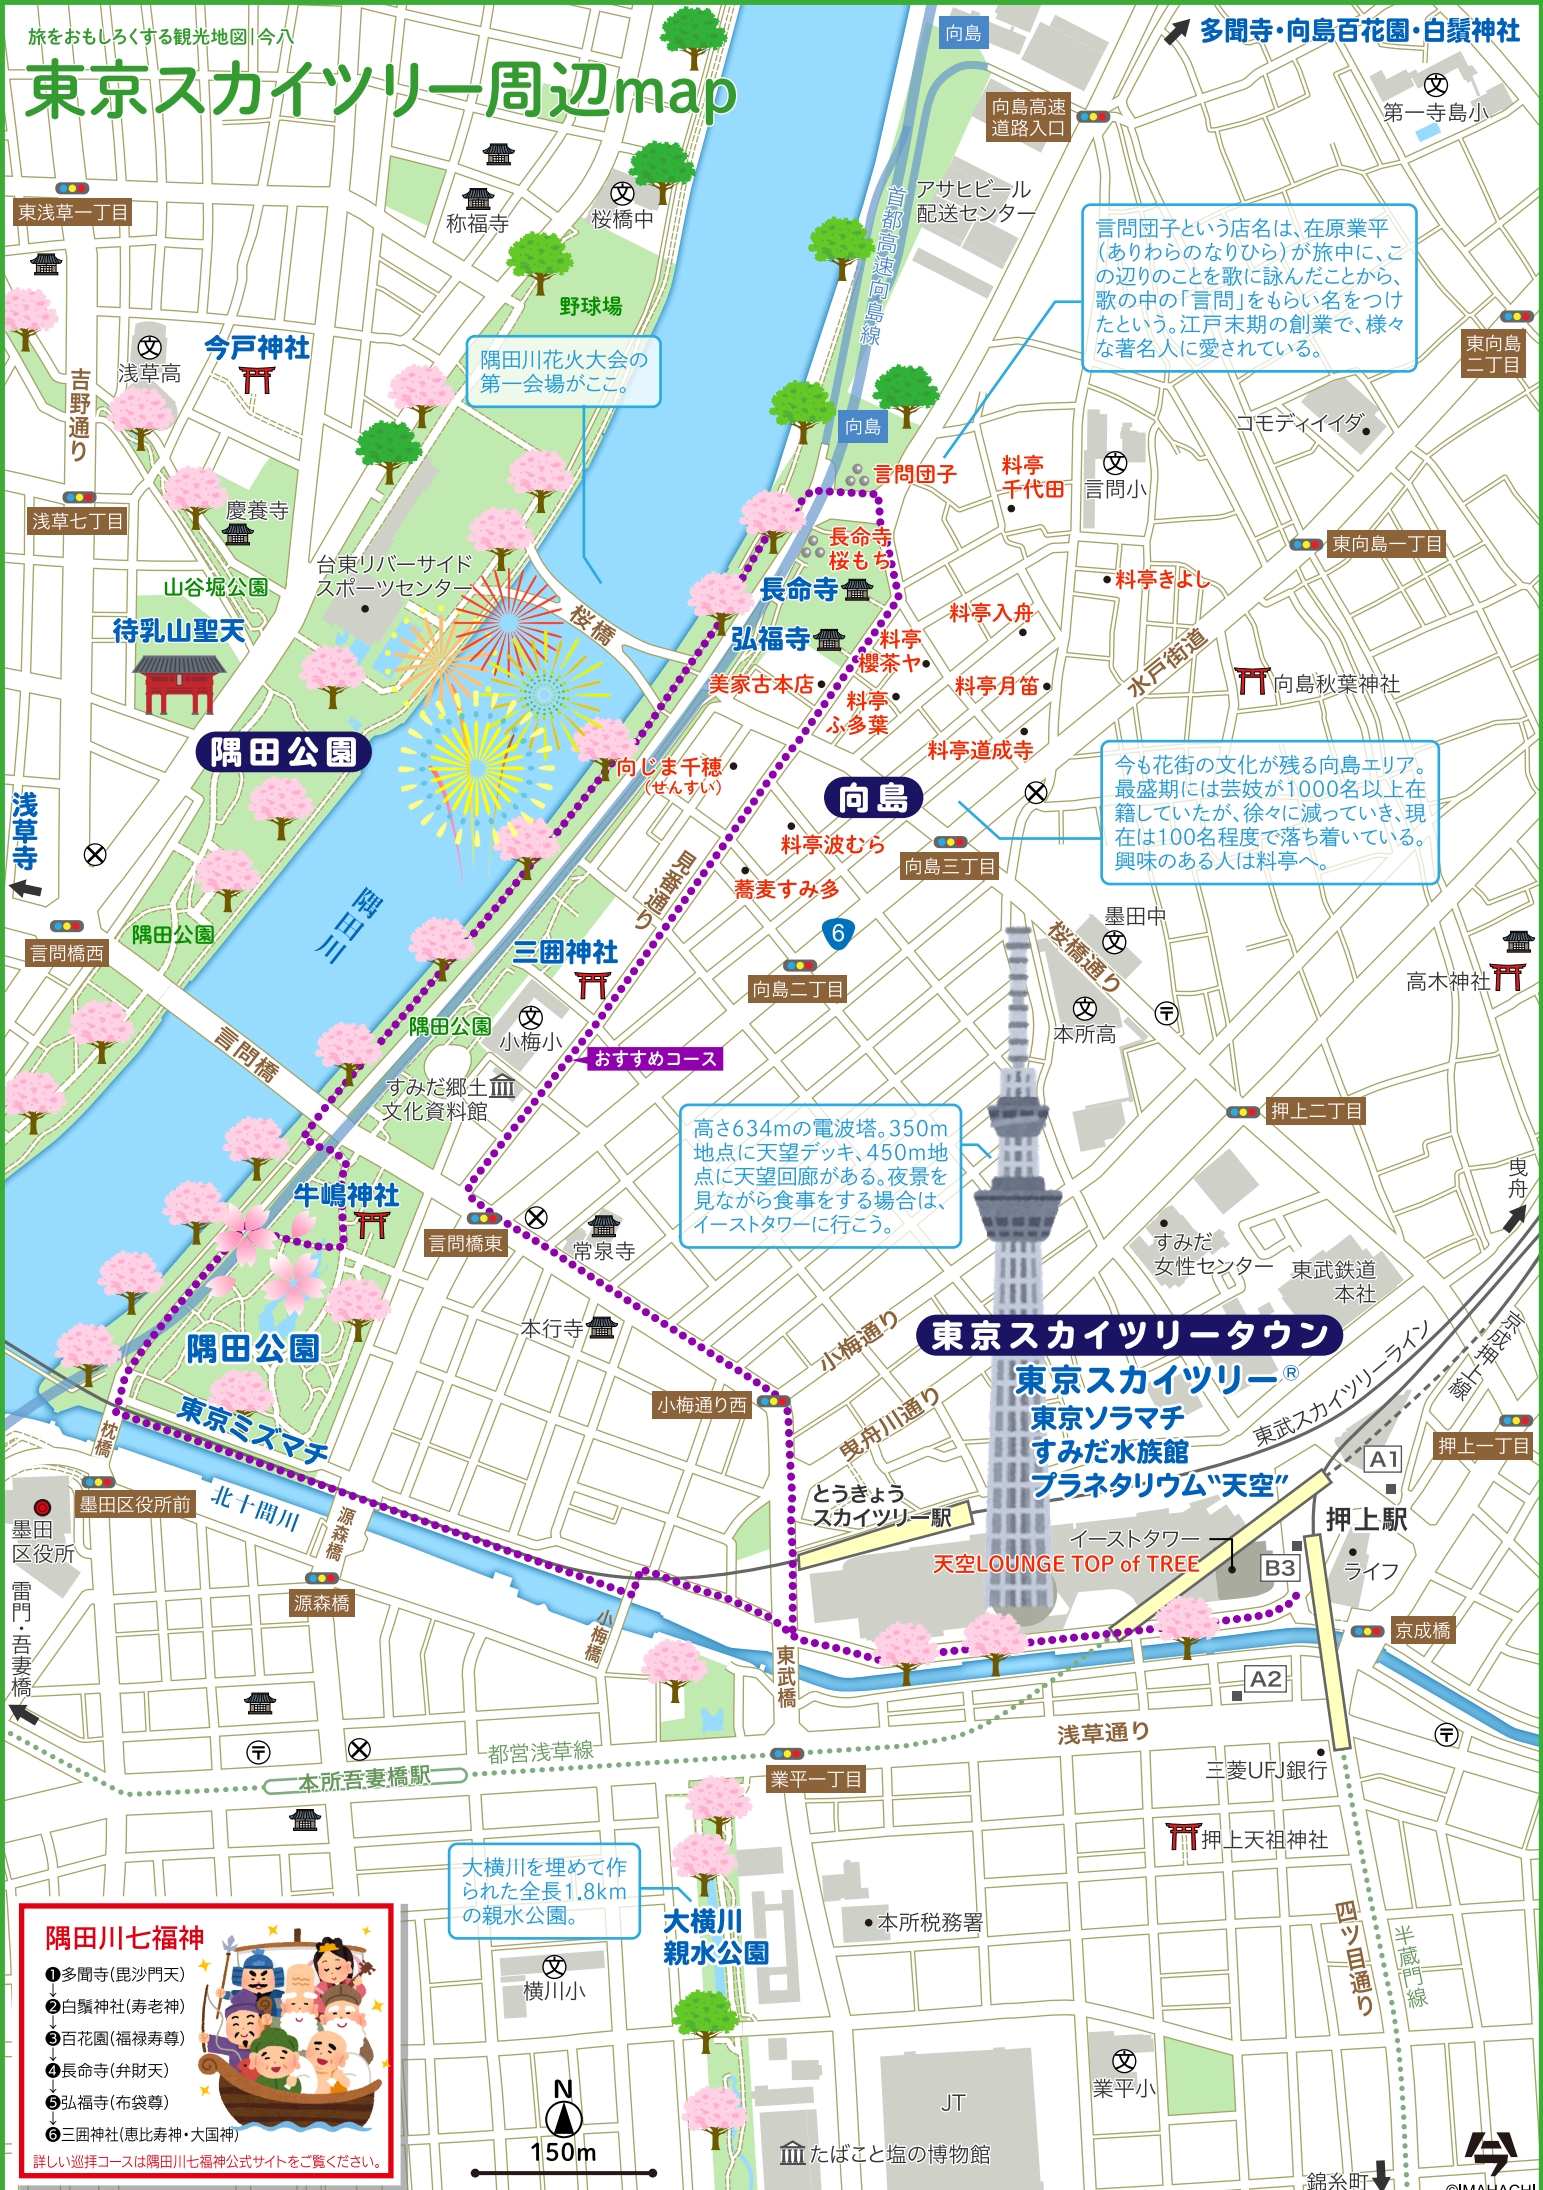 旅をおもしろくする観光地図|今八
東京スカイツリー周辺map
多聞寺・向島百花園・白鬚神社
向島
向島高速
道路入口
第一寺島小
東浅草一丁目
称福寺
桜橋中
アサヒビール
配送センター
首都高速向島線
言問団子という店名は、在原業平
(ありわらのなりひら)が旅中に、こ
の辺りのことを歌に詠んだことから、
歌の中の「言問」をもらい名をつけ
たという。江戸末期の創業で、様々
な著名人に愛されている。
野球場
今戸神社
浅草高
吉野通り
隅田川花火大会の
第一会場がここ。
東向島
二丁目
コモディイイダ
向島
言問団子
料亭
千代田
言問小
浅草七丁目
慶養寺
台東リバーサイド
スポーツセンター
山谷堀公園
待乳山聖天
桜橋
長命寺
桜もち
長命寺
弘福寺
東向島一丁目
料亭きよし
料亭入舟
料亭
櫻茶ヤ
美家古本店
料亭
ふ多葉
料亭月笛
料亭道成寺
水戸街道
向島秋葉神社
隅田公園
向じま千穂
(せんすい)
向島
今も花街の文化が残る向島エリア。
最盛期には芸妓が1000名以上在
籍していたが、徐々に減っていき、現
在は100名程度で落ち着いている。
興味のある人は料亭へ。
浅草寺
料亭波むら
蕎麦すみ多
向島三丁目
見番通り
隅田川
言問橋西
隅田公園
三囲神社
6
向島二丁目
墨田中
桜橋通り
本所高
高木神社
隅田公園
小梅小
言問橋
おすすめコース
すみだ郷土
文化資料館
押上二丁目
高さ634mの電波塔。350m
地点に天望デッキ、450m地
点に天望回廊がある。夜景を
見ながら食事をする場合は、
イーストタワーに行こう。
曳舟
牛嶋神社
言問橋東
常泉寺
すみだ
女性センター
東武鉄道
本社
本行寺
小梅通り
東京スカイツリータウン
東京スカイツリー®
東京ソラマチ
すみだ水族館
プラネタリウム“天空”
東武スカイツリーライン
京成押上線
隅田公園
東京ミズマチ
小梅通り西
曳舟川通り
枕橋
押上一丁目
A1
墨田区役所前
北十間川
源森橋
墨田
区役所
とうきょう
スカイツリー駅
押上駅
イーストタワー
天空LOUNGE TOP of TREE
B3
ライフ
雷門・吾妻橋
源森橋
小梅橋
京成橋
東武橋
A2
浅草通り
都営浅草線
本所吾妻橋駅
業平一丁目
三菱UFJ銀行
押上天祖神社
大横川を埋めて作
られた全長1.8km
の親水公園。
大横川
親水公園
本所税務署
四ツ目通り
半蔵門線
横川小
隅田川七福神
❶多聞寺(毘沙門天)
↓
❷白鬚神社(寿老神)
↓
❸百花園(福禄寿尊)
↓
❹長命寺(弁財天)
↓
❺弘福寺(布袋尊)
↓
❻三囲神社(恵比寿神・大国神)
詳しい巡拝コースは隅田川七福神公式サイトをご覧ください。
N
150m
JT
業平小
たばこと塩の博物館
錦糸町
©IMAHACHI